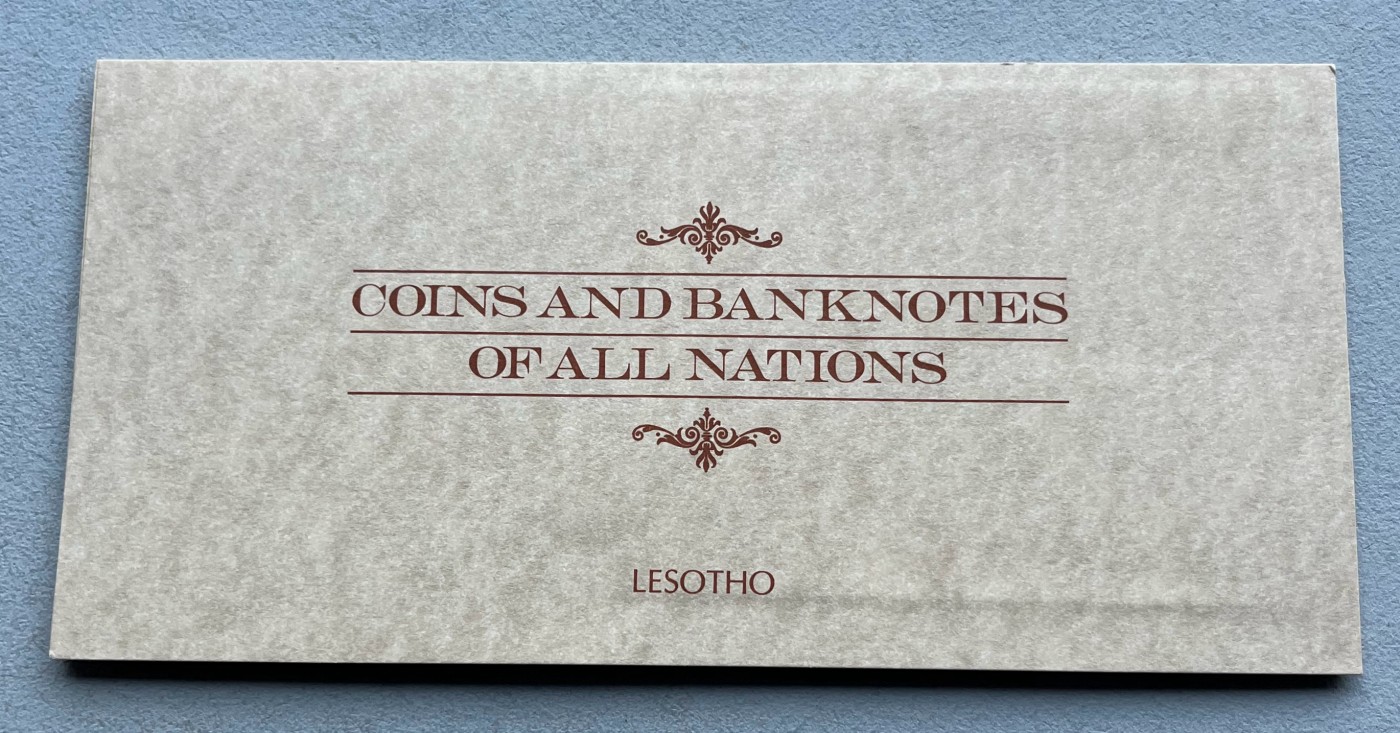 COINS AND BANKNOTES
OF ALL NATIONS
LESOTHO